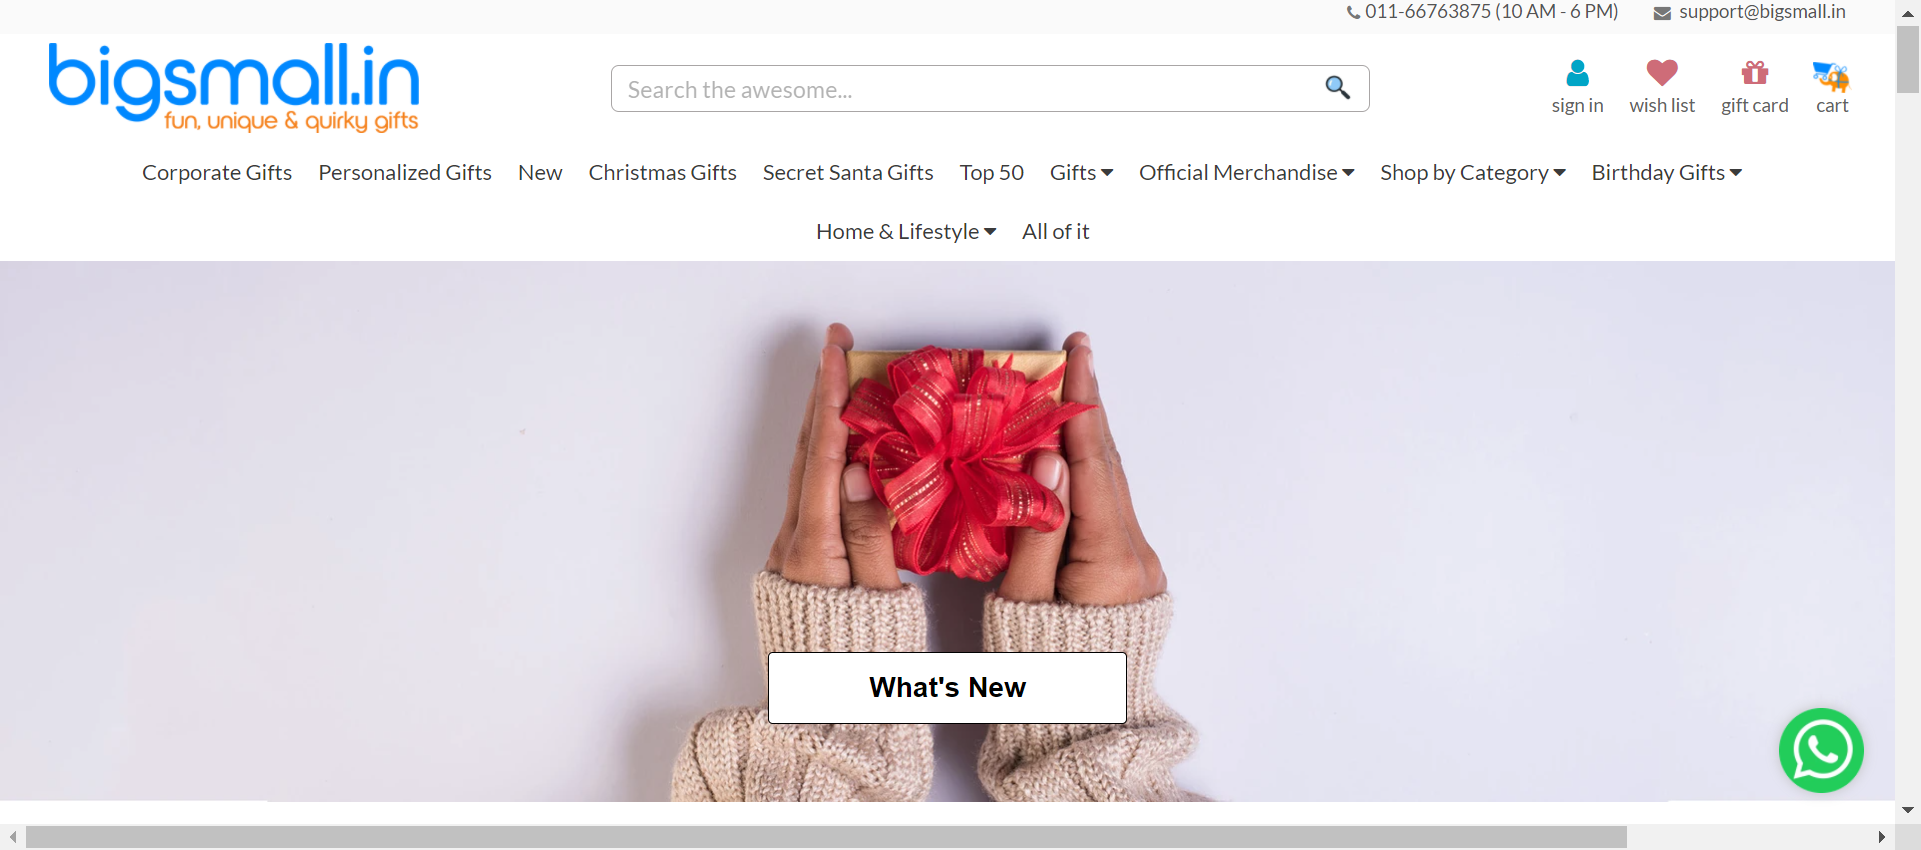 011-66763875 (10 AM - 6 PM) support@bigsmall.in
bigsmall.in
fun, unique & quirky gifts
Search the awesome...
sign in wish list gift card cart
Corporate Gifts Personalized Gifts New Christmas Gifts Secret Santa Gifts Top 50 Gifts Official Merchandise Shop by Category Birthday Gifts
Home & Lifestyle All of it
What's New